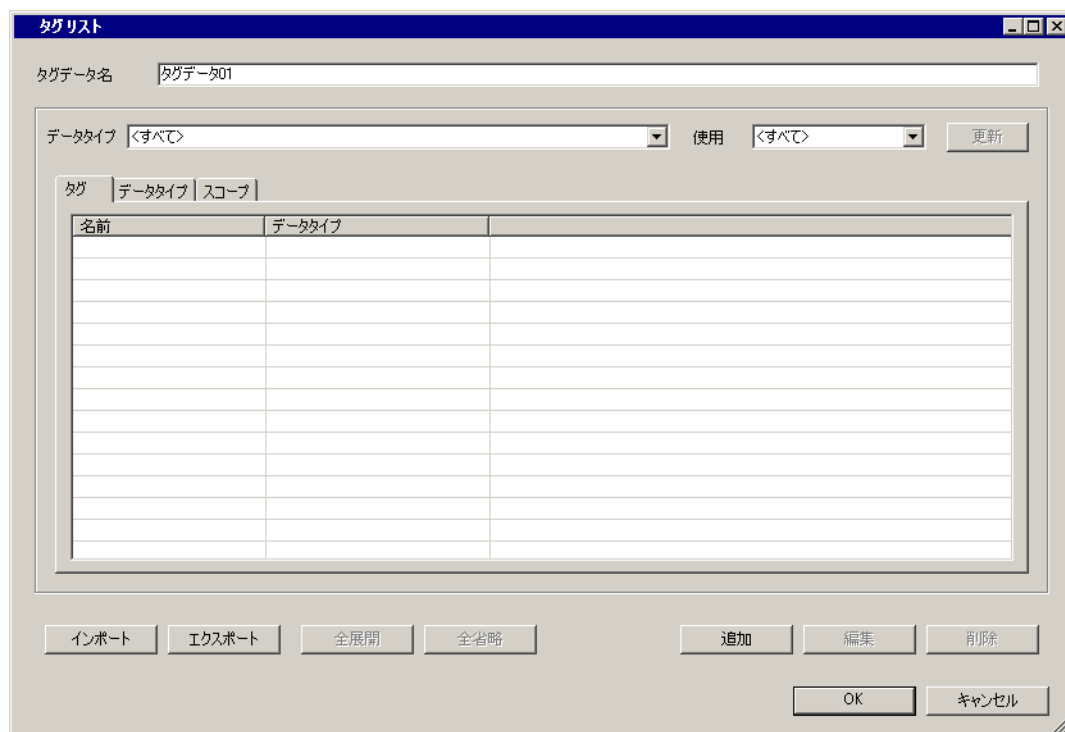 タグリスト
タグデータ名 タグデータ01
データタイプ <すべて> 使用 <すべて> 更新
タグ データタイプ スコープ
名前 データタイプ
インポート エクスポート 全展開 全省略 追加 編集 削除
OK キャンセル